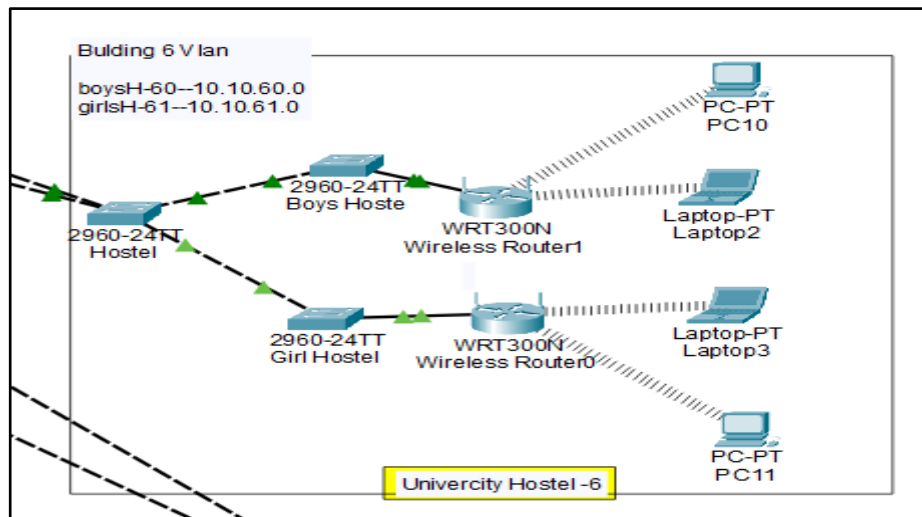 Bulding 6 Vlan
boysH-60--10.10.60.0
girlsH-61--10.10.61.0
PC-PT
PC10
2960-24TT
Boys Hoste
WRT300N
Wireless Router1
Laptop-PT
Laptop2
2960-24TT
Hostel
2960-24TT
Girl Hostel
WRT300N
Wireless Router0
Laptop-PT
Laptop3
PC-PT
PC11
Univercity Hostel -6